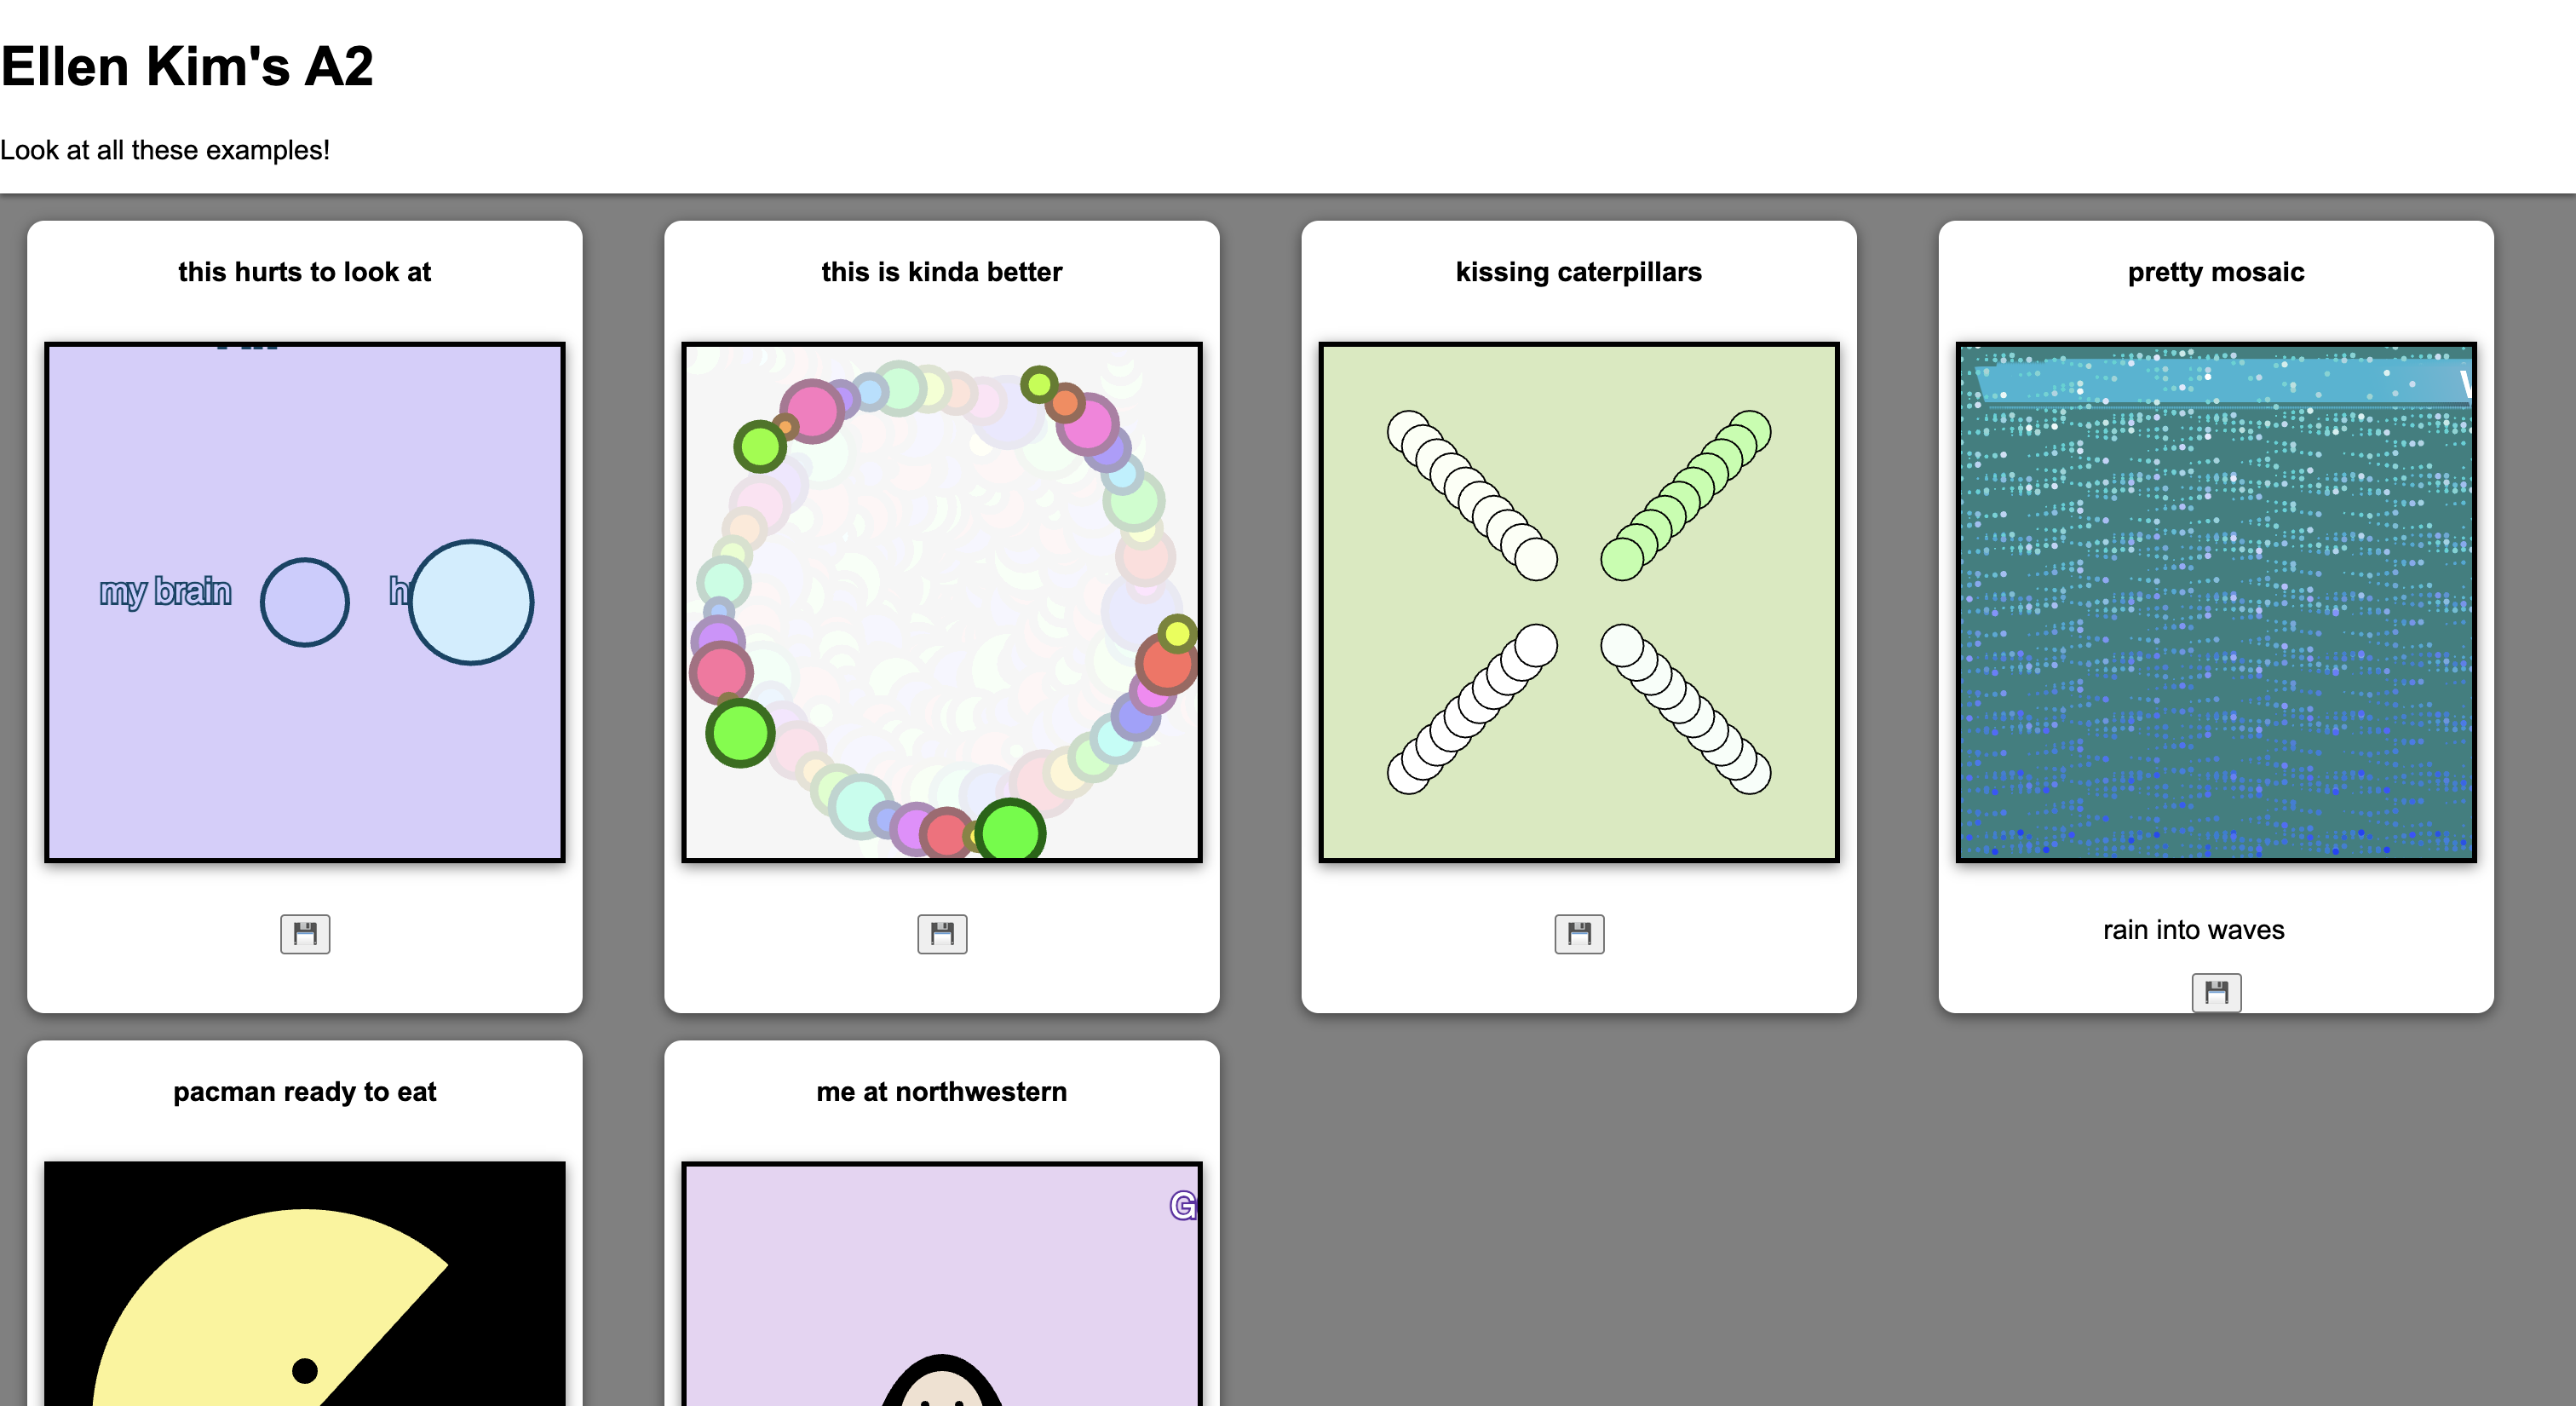 Ellen Kim's A2
Look at all these examples!
this hurts to look at
this is kinda better
kissing caterpillars
pretty mosaic
my brain
rain into waves
pacman ready to eat
me at northwestern
G